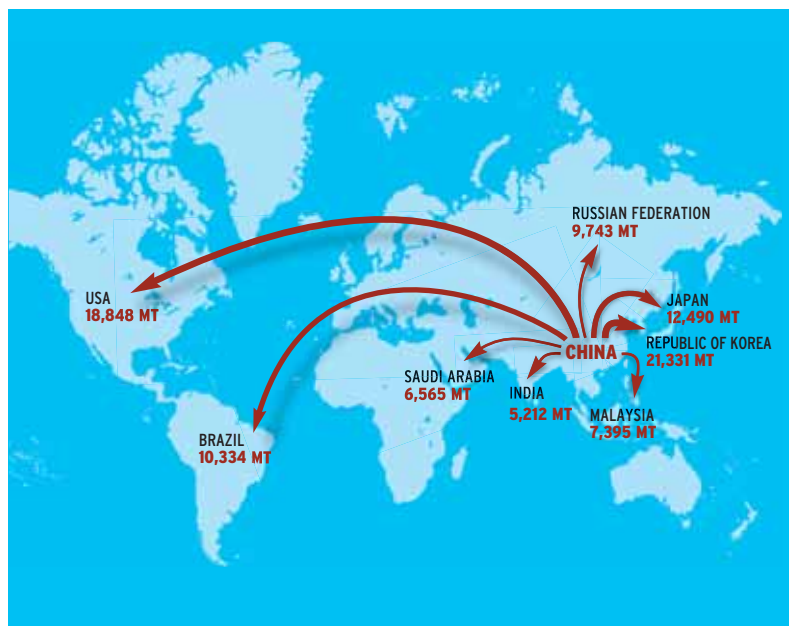 RUSSIAN FEDERATION
9,743 MT
USA
18,848 MT
JAPAN
12,490 MT
REPUBLIC OF KOREA
21,331 MT
CHINA
SAUDI ARABIA
6,565 MT
INDIA
5,212 MT
MALAYSIA
7,395 MT
BRAZIL
10,334 MT